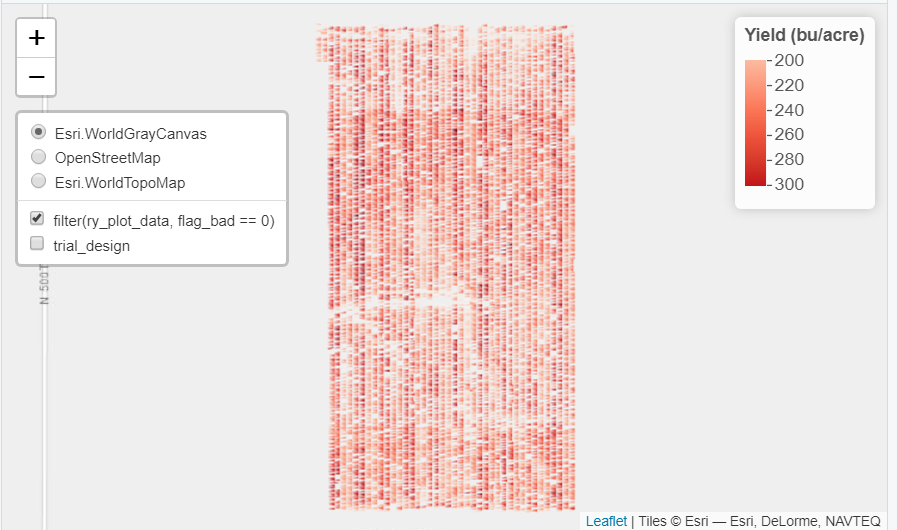 +
−
Esri.WorldGrayCanvas
OpenStreetMap
Esri.WorldTopoMap
filter(ry_plot_data, flag_bad == 0)
trial_design
Yield (bu/acre)
200
220
240
260
280
300
Leaflet | Tiles © Esri — Esri, DeLorme, NAVTEQ